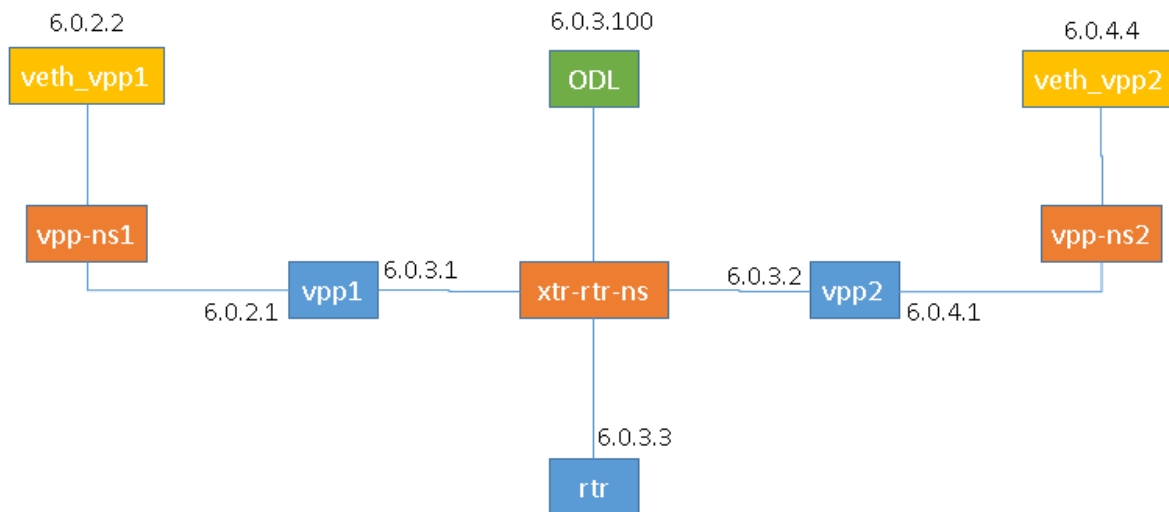 6.0.2.2
6.0.3.100
6.0.4.4
veth_vpp1
ODL
veth_vpp2
vpp-ns1
vpp-ns2
6.0.3.1
6.0.3.2
vpp1
xtr-rtr-ns
vpp2
6.0.2.1
6.0.4.1
6.0.3.3
rtr